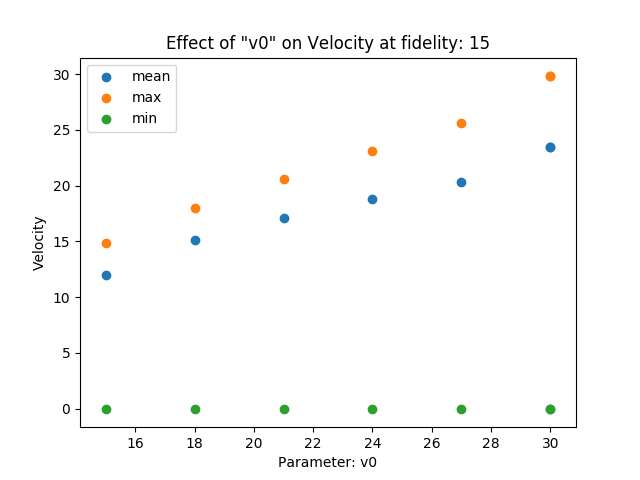 Effect of "v0" on Velocity at fidelity: 15
mean
max
min
Velocity
30
25
20
15
10
5
0
16 18 20 22 24 26 28 30
Parameter: v0